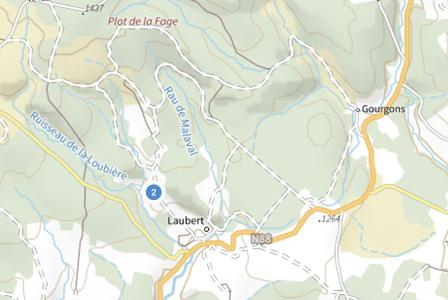 1437
Plot de la Fage
Rau de Malaval
Gourgons
Ruisseau de la Loubière
2
Laubert
1264
N88